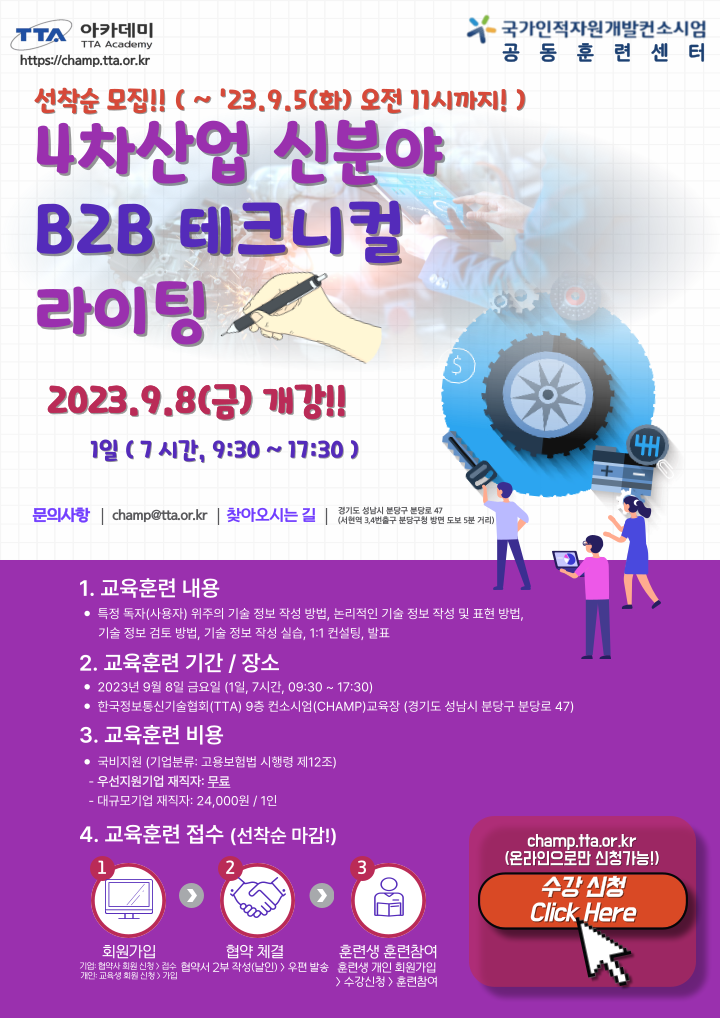 TTA 아카데미
TTA Academy
https://champ.tta.or.kr
국가인적자원개발컨소시엄
공 동 훈 련 센 터
선착순 모집!! ( ~ '23.9.5(화) 오전 11시까지! )
4차산업 신분야
B2B 테크니컬
라이팅
2023.9.8(금) 개강!!
1일 ( 7 시간, 9:30 ~ 17:30 )
문의사항 | champ@tta.or.kr | 찾아오시는 길 | 경기도 성남시 분당구 분당로 47
(서현역 3,4번출구 분당구청 방면 도보 5분 거리)
1. 교육훈련 내용
• 특정 독자(사용자) 위주의 기술 정보 작성 방법, 논리적인 기술 정보 작성 및 표현 방법,
기술 정보 검토 방법, 기술 정보 작성 실습, 1:1 컨설팅, 발표
2. 교육훈련 기간 / 장소
• 2023년 9월 8일 금요일 (1일, 7시간, 09:30 ~ 17:30)
• 한국정보통신기술협회(TTA) 9층 컨소시엄(CHAMP)교육장 (경기도 성남시 분당구 분당로 47)
3. 교육훈련 비용
• 국비지원 (기업분류: 고용보험법 시행령 제12조)
- 우선지원기업 재직자: 무료
- 대규모기업 재직자: 24,000원 / 1인
4. 교육훈련 접수 (선착순 마감!)
1
2
3
회원가입
기업: 협약사 회원 신청 > 접수
개인: 교육생 회원 신청 > 가입
협약 체결
협약서 2부 작성(날인) > 우편 발송
훈련생 훈련참여
훈련생 개인 회원가입
> 수강신청 > 훈련참여
champ.tta.or.kr
(온라인으로만 신청가능!)
수강 신청
Click Here